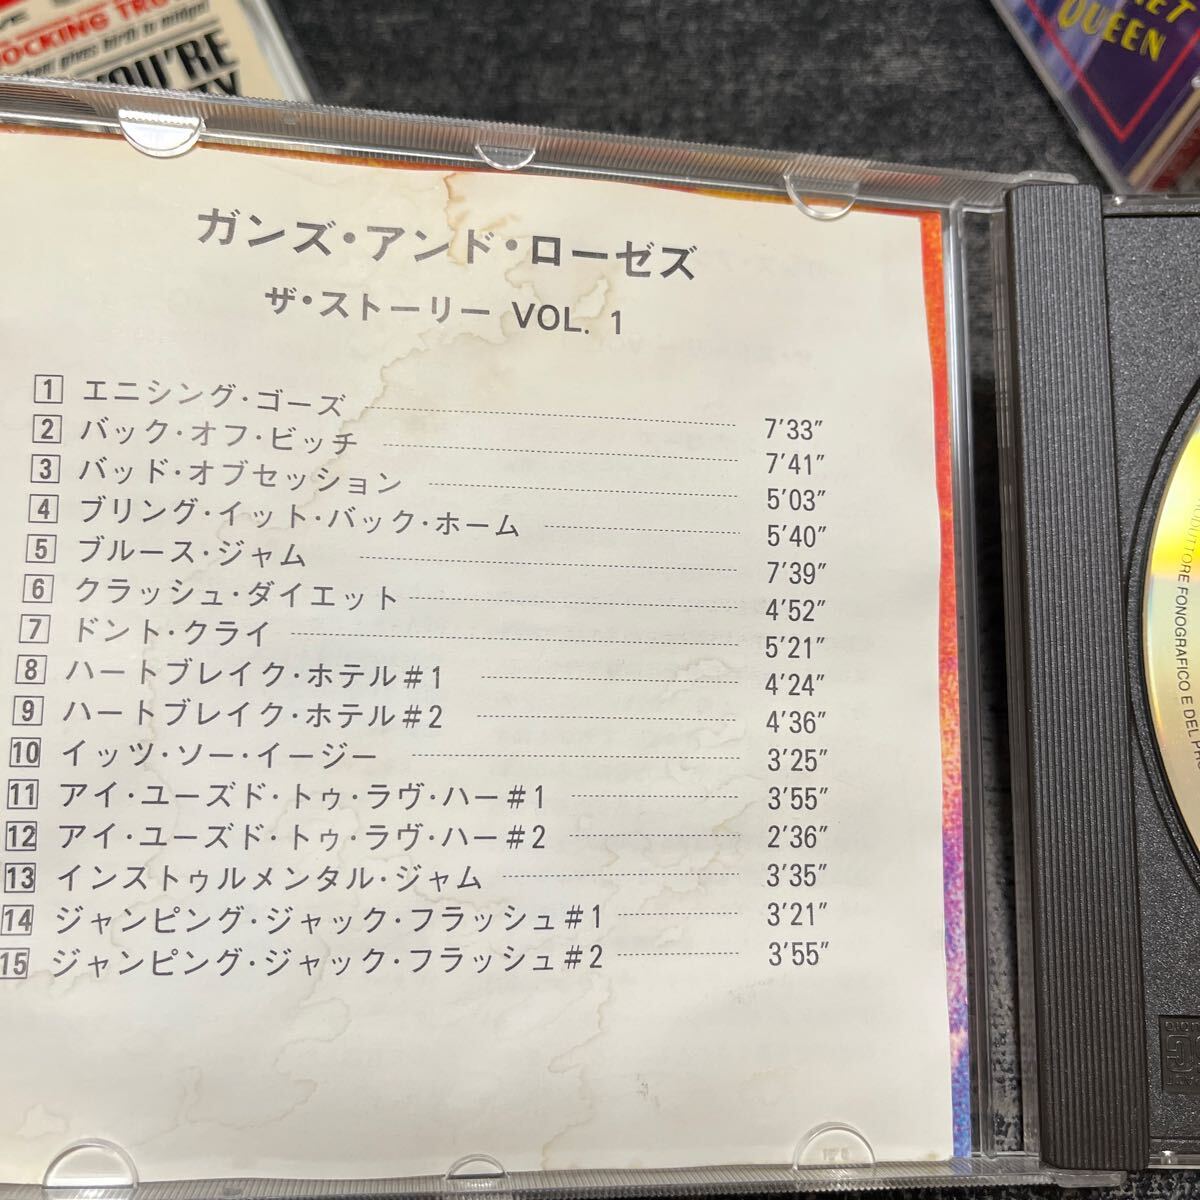 OCKING TRU
gives birth to midget
YOU'RE
QUEEN
ガンズ・アンド・ローゼズ
ザ・ストーリー VOL. 1
1 エニシング・ゴーズ 7'33"
2 バック・オフ・ビッチ 7'41"
3 バッド・オブセッション 5'03"
4 ブリング・イット・バック・ホーム 5'40"
5 ブルース・ジャム 7'39"
6 クラッシュ・ダイエット 4'52"
7 ドント・クライ 5'21"
8 ハートブレイク・ホテル#1 4'24"
9 ハートブレイク・ホテル#2 4'36"
10 イッツ・ソー・イージー 3'25"
11 アイ・ユーズド・トゥ・ラヴ・ハー#1 3'55"
12 アイ・ユーズド・トゥ・ラヴ・ハー#2 2'36"
13 インストゥルメンタル・ジャム 3'35"
14 ジャンピング・ジャック・フラッシュ#1 3'21"
15 ジャンピング・ジャック・フラッシュ#2 3'55"
DUTTORE FONOGRAFICO E DEL PRO